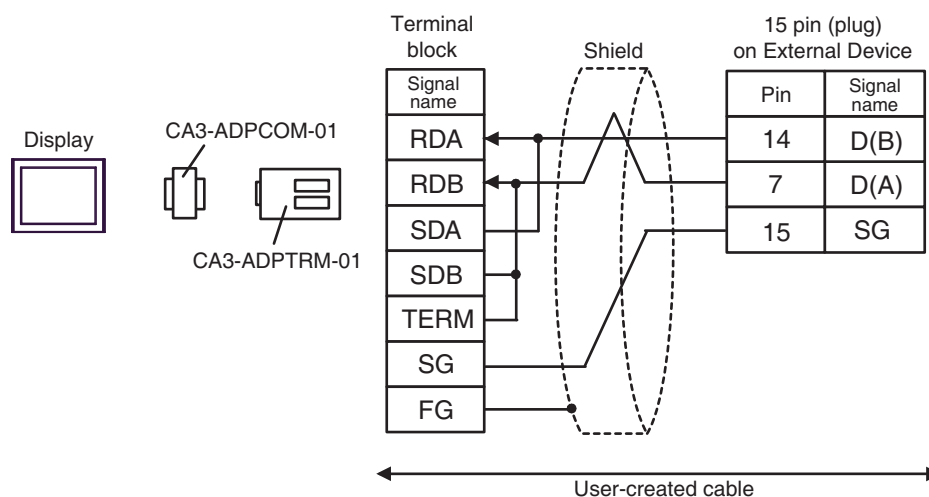 Display
CA3-ADPCOM-01
CA3-ADPTRM-01
Terminal
block
Signal
name
RDA
RDB
SDA
SDB
TERM
SG
FG
Shield
15 pin (plug)
on External Device
Pin
Signal
name
14
D(B)
7
D(A)
15
SG
User-created cable